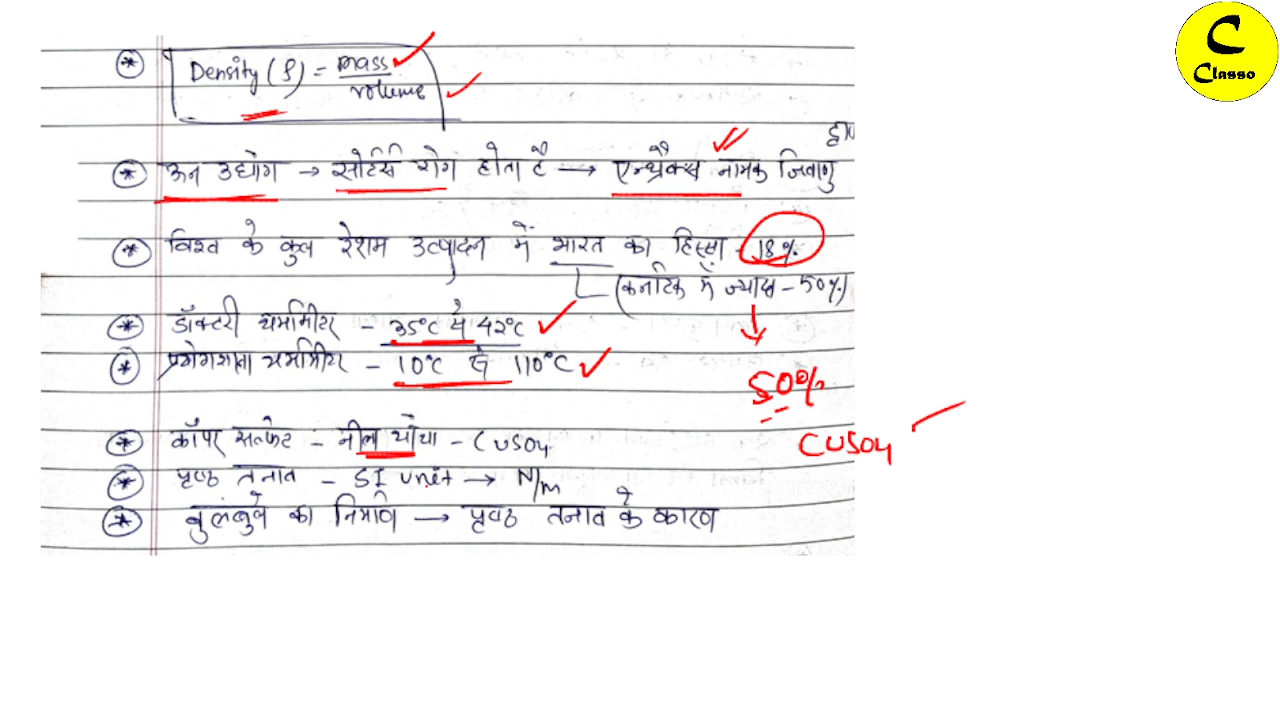 C
Classo
* Density (ρ) = mass / volume
हाथ
* ऊन उद्योग → सोर्टर्स रोग होता है → एन्थ्रैक्स नामक जिवाणु
* विश्व के कुल रेशम उत्पादन में भारत का हिस्सा - 18%
(कर्नाटक में ज्यादा - 50%)
* डॉक्टरी थर्मामीटर - 35°C से 42°C
* प्रयोगशाला थर्मामीटर - 10°C से 110°C
50%
* कॉपर सल्फेट - नीला थोथा - CuSO4
CUSO4
* पृष्ठ तनाव - SI unit → N/m
* बुलबुले का निर्माण → पृष्ठ तनाव के कारण